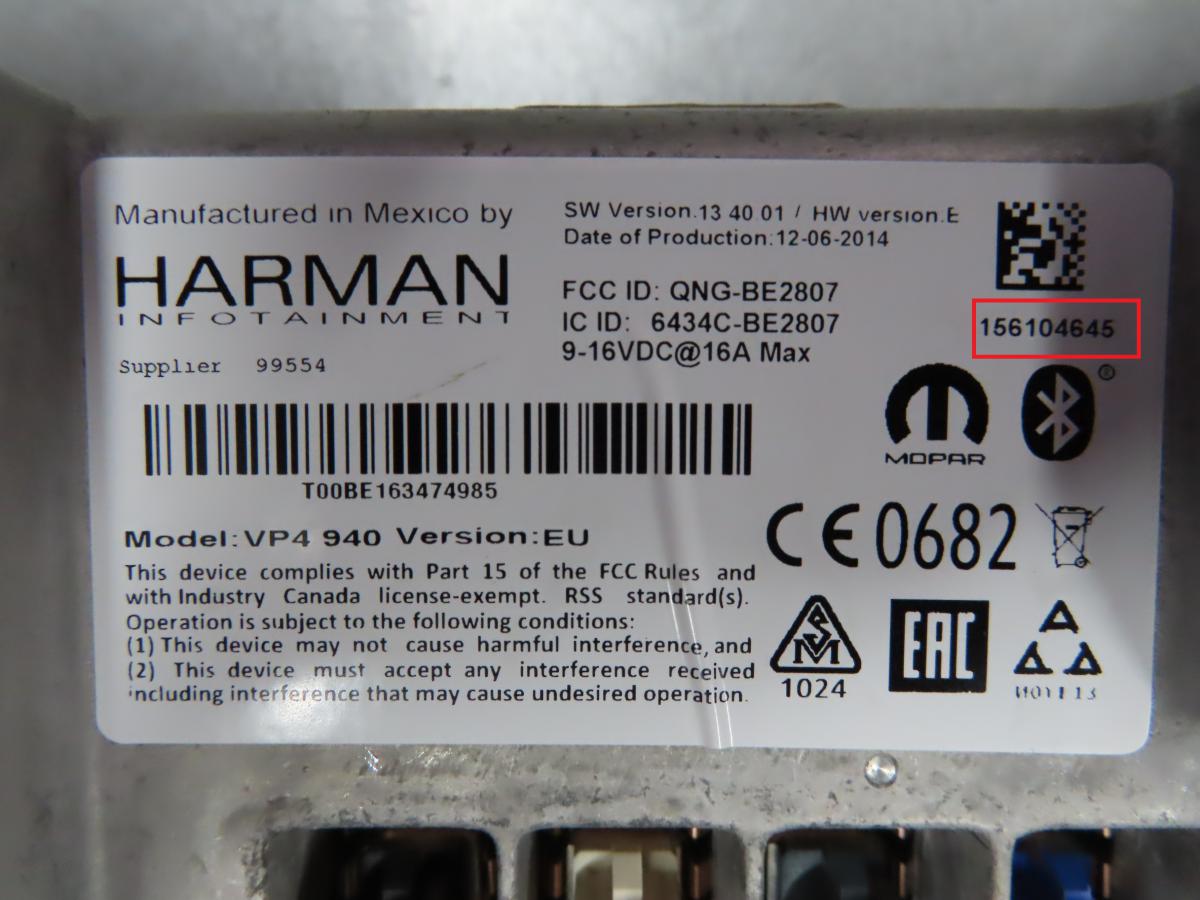 Manufactured in Mexico by
HARMAN
INFOTAINMENT
Supplier 99554
SW Version.13 40 01 / HW version.E
Date of Production:12-06-2014
FCC ID: QNG-BE2807
IC ID: 6434C-BE2807
9-16VDC@16A Max
156104645
®
MOPAR
T00BE163474985
Model:VP4 940 Version:EU
This device complies with Part 15 of the FCC Rules and
with Industry Canada license-exempt. RSS standard(s).
Operation is subject to the following conditions:
(1) This device may not cause harmful interference, and
(2) This device must accept any interference received
including interference that may cause undesired operation.
CE 0682
SM
1024
EAC